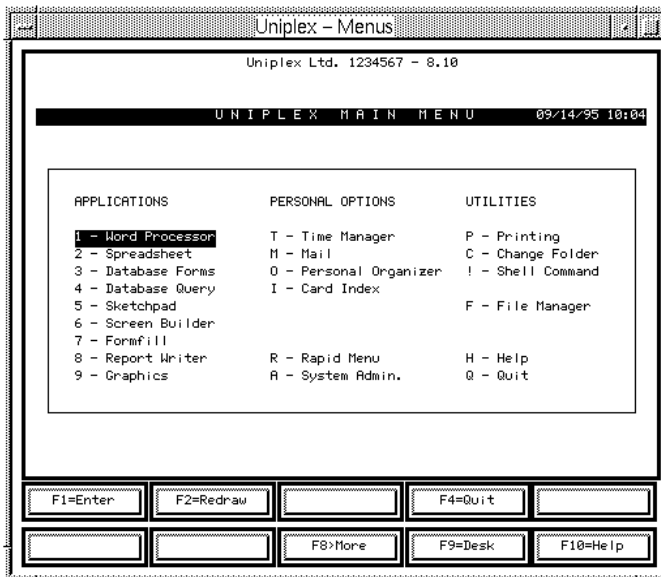 Uniplex – Menus
Uniplex Ltd. 1234567 - 8.10
UNIPLEX MAIN MENU 09/14/95 10:04
APPLICATIONS PERSONAL OPTIONS UTILITIES
1 - Word Processor T - Time Manager P - Printing
2 - Spreadsheet M - Mail C - Change Folder
3 - Database Forms O - Personal Organizer ! - Shell Command
4 - Database Query I - Card Index
5 - Sketchpad F - File Manager
6 - Screen Builder
7 - Formfill
8 - Report Writer R - Rapid Menu H - Help
9 - Graphics A - System Admin. Q - Quit
F1=Enter F2=Redraw F4=Quit
F8>More F9=Desk F10=Help